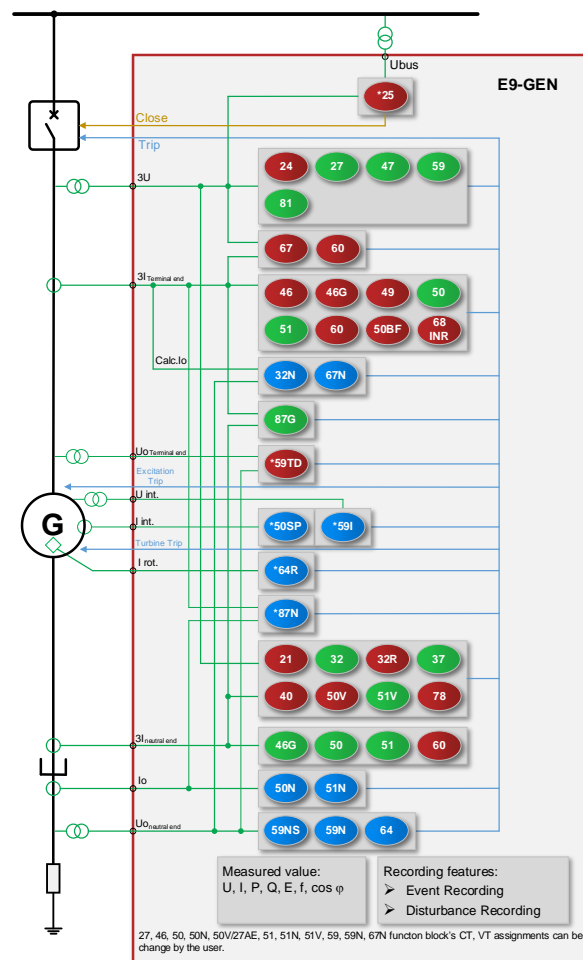 Ubus
E9-GEN
*25
Close
Trip
24 27 47 59
3U
81
67 60
3I Terminal end
46 46G 49 50
51 60 50BF 68 INR
Calc.Io
32N 67N
87G
Uo Terminal end
*59TD
Excitation
Trip
U int.
G
I int.
*50SP *59I
Turbine Trip
I rot.
*64R
*87N
21 32 32R 37
40 50V 51V 78
3I neutral end
46G 50 51 60
Io
50N 51N
Uo neutral end
59NS 59N 64
Measured value:
U, I, P, Q, E, f, cos φ
Recording features:
➢ Event Recording
➢ Disturbance Recording
27, 46, 50, 50N, 50V/27AE, 51, 51N, 51V, 59, 59N, 67N functon block's CT, VT assignments can be
change by the user.